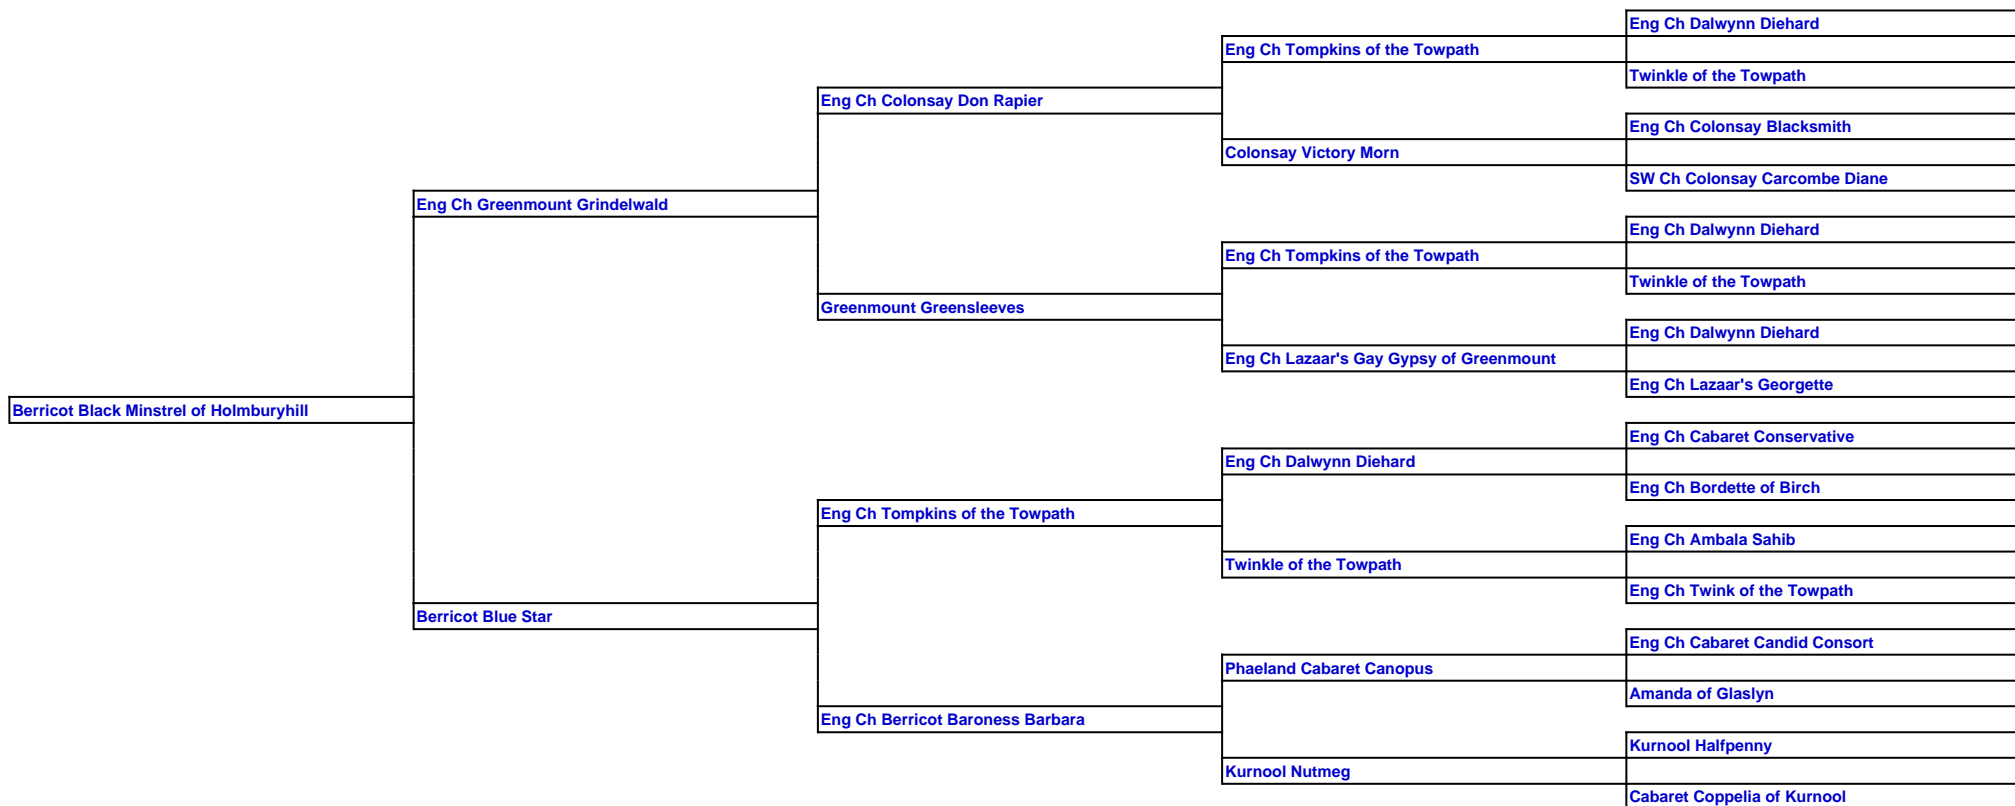 Eng Ch Dalwynn Diehard
Eng Ch Tompkins of the Towpath
Twinkle of the Towpath
Eng Ch Colonsay Don Rapier
Eng Ch Colonsay Blacksmith
Colonsay Victory Morn
SW Ch Colonsay Carcombe Diane
Eng Ch Greenmount Grindelwald
Eng Ch Dalwynn Diehard
Eng Ch Tompkins of the Towpath
Twinkle of the Towpath
Greenmount Greensleeves
Eng Ch Dalwynn Diehard
Eng Ch Lazaar's Gay Gypsy of Greenmount
Eng Ch Lazaar's Georgette
Berricot Black Minstrel of Holmburyhill
Eng Ch Cabaret Conservative
Eng Ch Dalwynn Diehard
Eng Ch Bordette of Birch
Eng Ch Tompkins of the Towpath
Eng Ch Ambala Sahib
Twinkle of the Towpath
Eng Ch Twink of the Towpath
Berricot Blue Star
Eng Ch Cabaret Candid Consort
Phaeland Cabaret Canopus
Amanda of Glaslyn
Eng Ch Berricot Baroness Barbara
Kurnool Halfpenny
Kurnool Nutmeg
Cabaret Coppelia of Kurnool